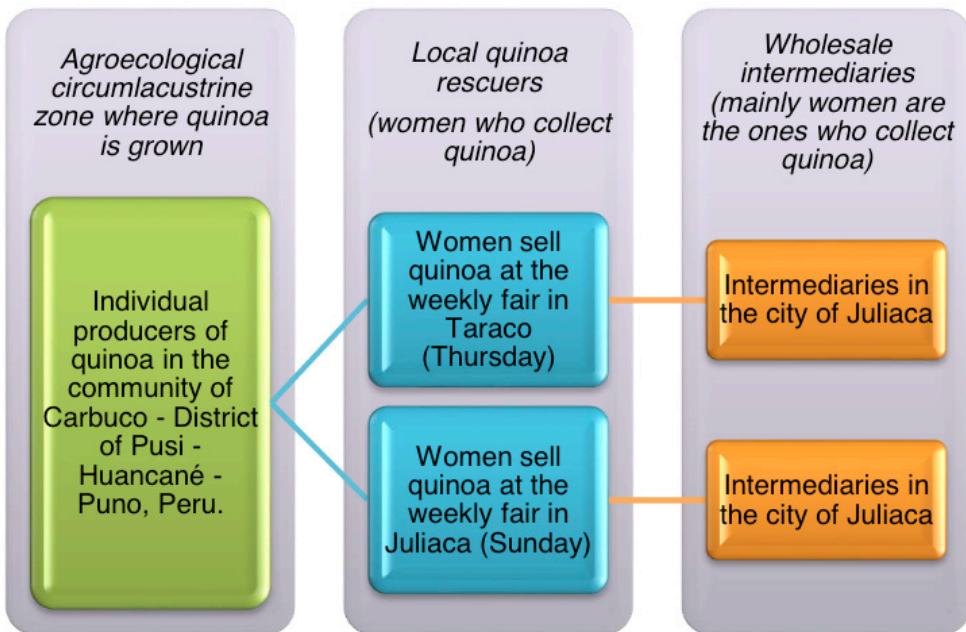 Agroecological
circumlacustrine
zone where quinoa
is grown
Individual
producers of
quinoa in the
community of
Carbuco - District
of Pusi -
Huancané -
Puno, Peru.
Local quinoa
rescuers
(women who collect
quinoa)
Women sell
quinoa at the
weekly fair in
Taraco
(Thursday)
Women sell
quinoa at the
weekly fair in
Juliaca (Sunday)
Wholesale
intermediaries
(mainly women are
the ones who collect
quinoa)
Intermediaries in
the city of Juliaca
Intermediaries in
the city of Juliaca